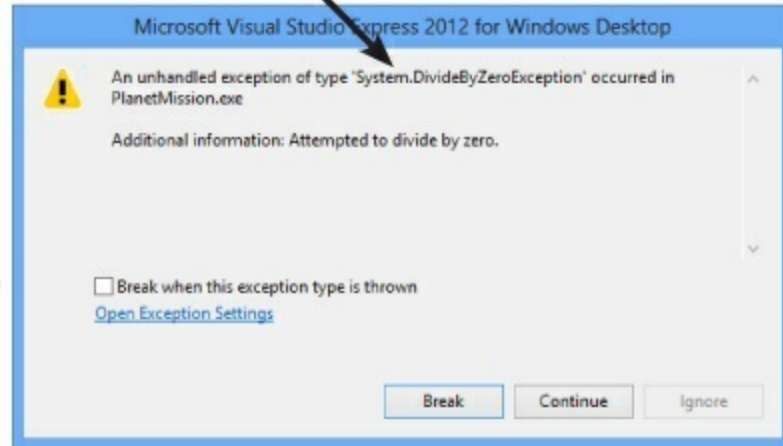 Microsoft Visual Studio Express 2012 for Windows Desktop
An unhandled exception of type 'System.DivideByZeroException' occurred in
PlanetMission.exe
Additional information: Attempted to divide by zero.
Break when this exception type is thrown
Open Exception Settings
Break Continue Ignore